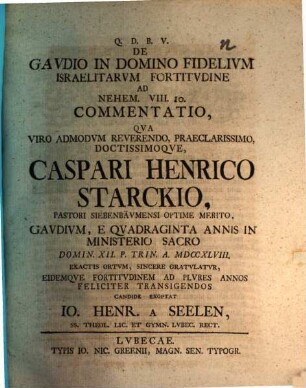 Q. D. B. V.
DE
GAVDIO IN DOMINO FIDELIVM
ISRAELITARVM FORTITVDINE
AD
NEHEM. VIII. 10.
COMMENTATIO,
QVA
VIRO ADMODVM REVERENDO, PRAECLARISSIMO,
DOCTISSIMOQVE,
CASPARI HENRICO
STARCKIO,
PASTORI SIEBENBÄVMENSI OPTIME MERITO,
GAVDIVM, E QVADRAGINTA ANNIS IN
MINISTERIO SACRO
DOMIN. XII. P. TRIN. A. MDCCXLVIII.
EXACTIS ORTVM, SINCERE GRATVLATVR,
EIDEMQVE FORTITVDINEM AD PLVRES ANNOS
FELICITER TRANSIGENDOS
CANDIDE EXOPTAT
IO. HENR. A SEELEN,
SS. THEOL. LIC. ET GYMN. LVBEC. RECT.
LVBECAE.
TYPIS IO. NIC. GREENII, MAGN. SEN. TYPOGR.